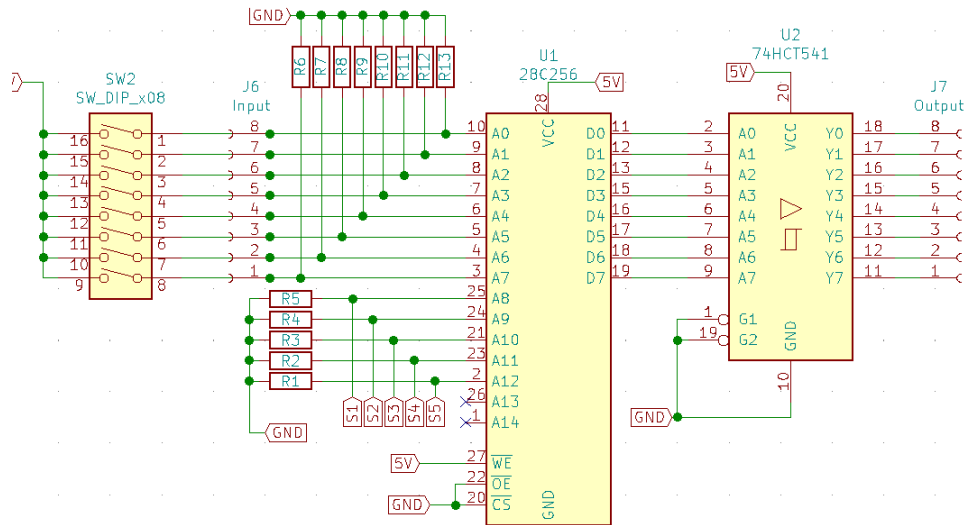 GND
R6 R7 R8 R9 R10 R11 R12 R13
SW2
SW_DIP_x08
J6
Input
U1
28C256
5V
U2
74HCT541
5V
J7
Output
28
VCC
20
VCC
16 1 8 10 A0 D0 11 2 A0 Y0 18 8
15 2 7 9 A1 D1 12 3 A1 Y1 17 7
14 3 6 8 A2 D2 13 4 A2 Y2 16 6
13 4 5 7 A3 D3 15 5 A3 Y3 15 5
12 5 4 6 A4 D4 16 6 A4 Y4 14 4
11 6 3 5 A5 D5 17 7 A5 Y5 13 3
10 7 2 4 A6 D6 18 8 A6 Y6 12 2
9 8 1 3 A7 D7 19 9 A7 Y7 11 1
R5 25 A8
R4 24 A9
R3 21 A10
R2 23 A11
R1 2 A12
26 A13
1 A14
S1 S2 S3 S4 S5
GND
1 G1
19 G2
GND
10
GND
5V 27 WE
22 OE
GND 20 CS
GND